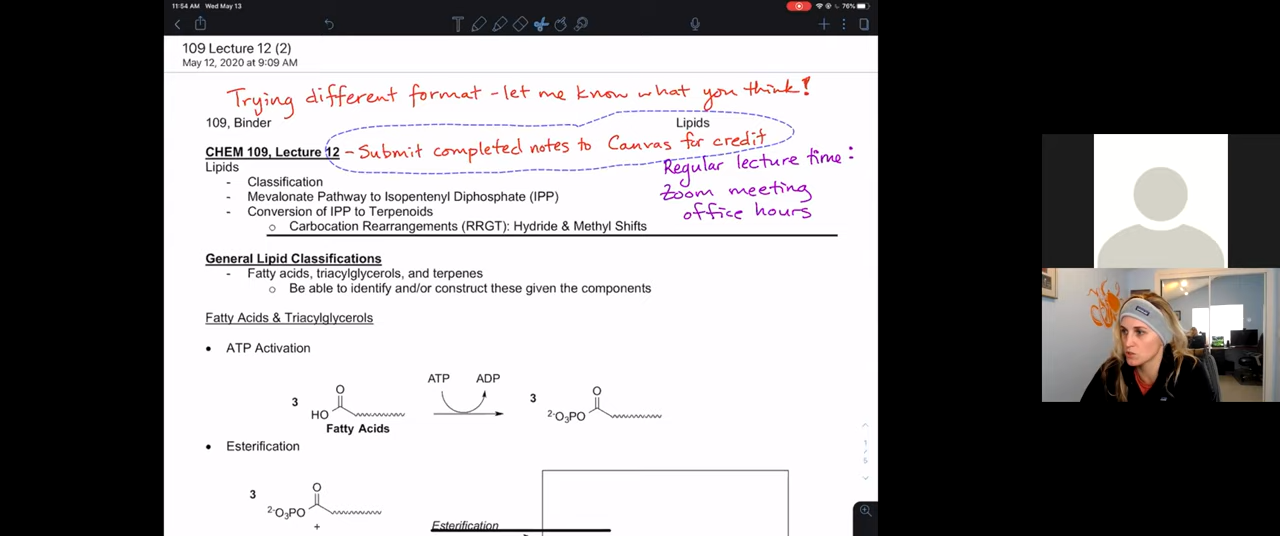 11:54 AM Wed May 13
76%
109 Lecture 12 (2)
May 12, 2020 at 9:09 AM
Trying different format - let me know what you think!
109, Binder
Lipids
CHEM 109, Lecture 12 - Submit completed notes to Canvas for credit
Lipids
Regular lecture time:
Zoom meeting
office hours
- Classification
- Mevalonate Pathway to Isopentenyl Diphosphate (IPP)
- Conversion of IPP to Terpenoids
o Carbocation Rearrangements (RRGT): Hydride & Methyl Shifts
General Lipid Classifications
- Fatty acids, triacylglycerols, and terpenes
o Be able to identify and/or construct these given the components
Fatty Acids & Triacylglycerols
• ATP Activation
ATP ADP
3 HO O
3 2-O3PO O
Fatty Acids
• Esterification
3 2-O3PO O
+
Esterification
1/5